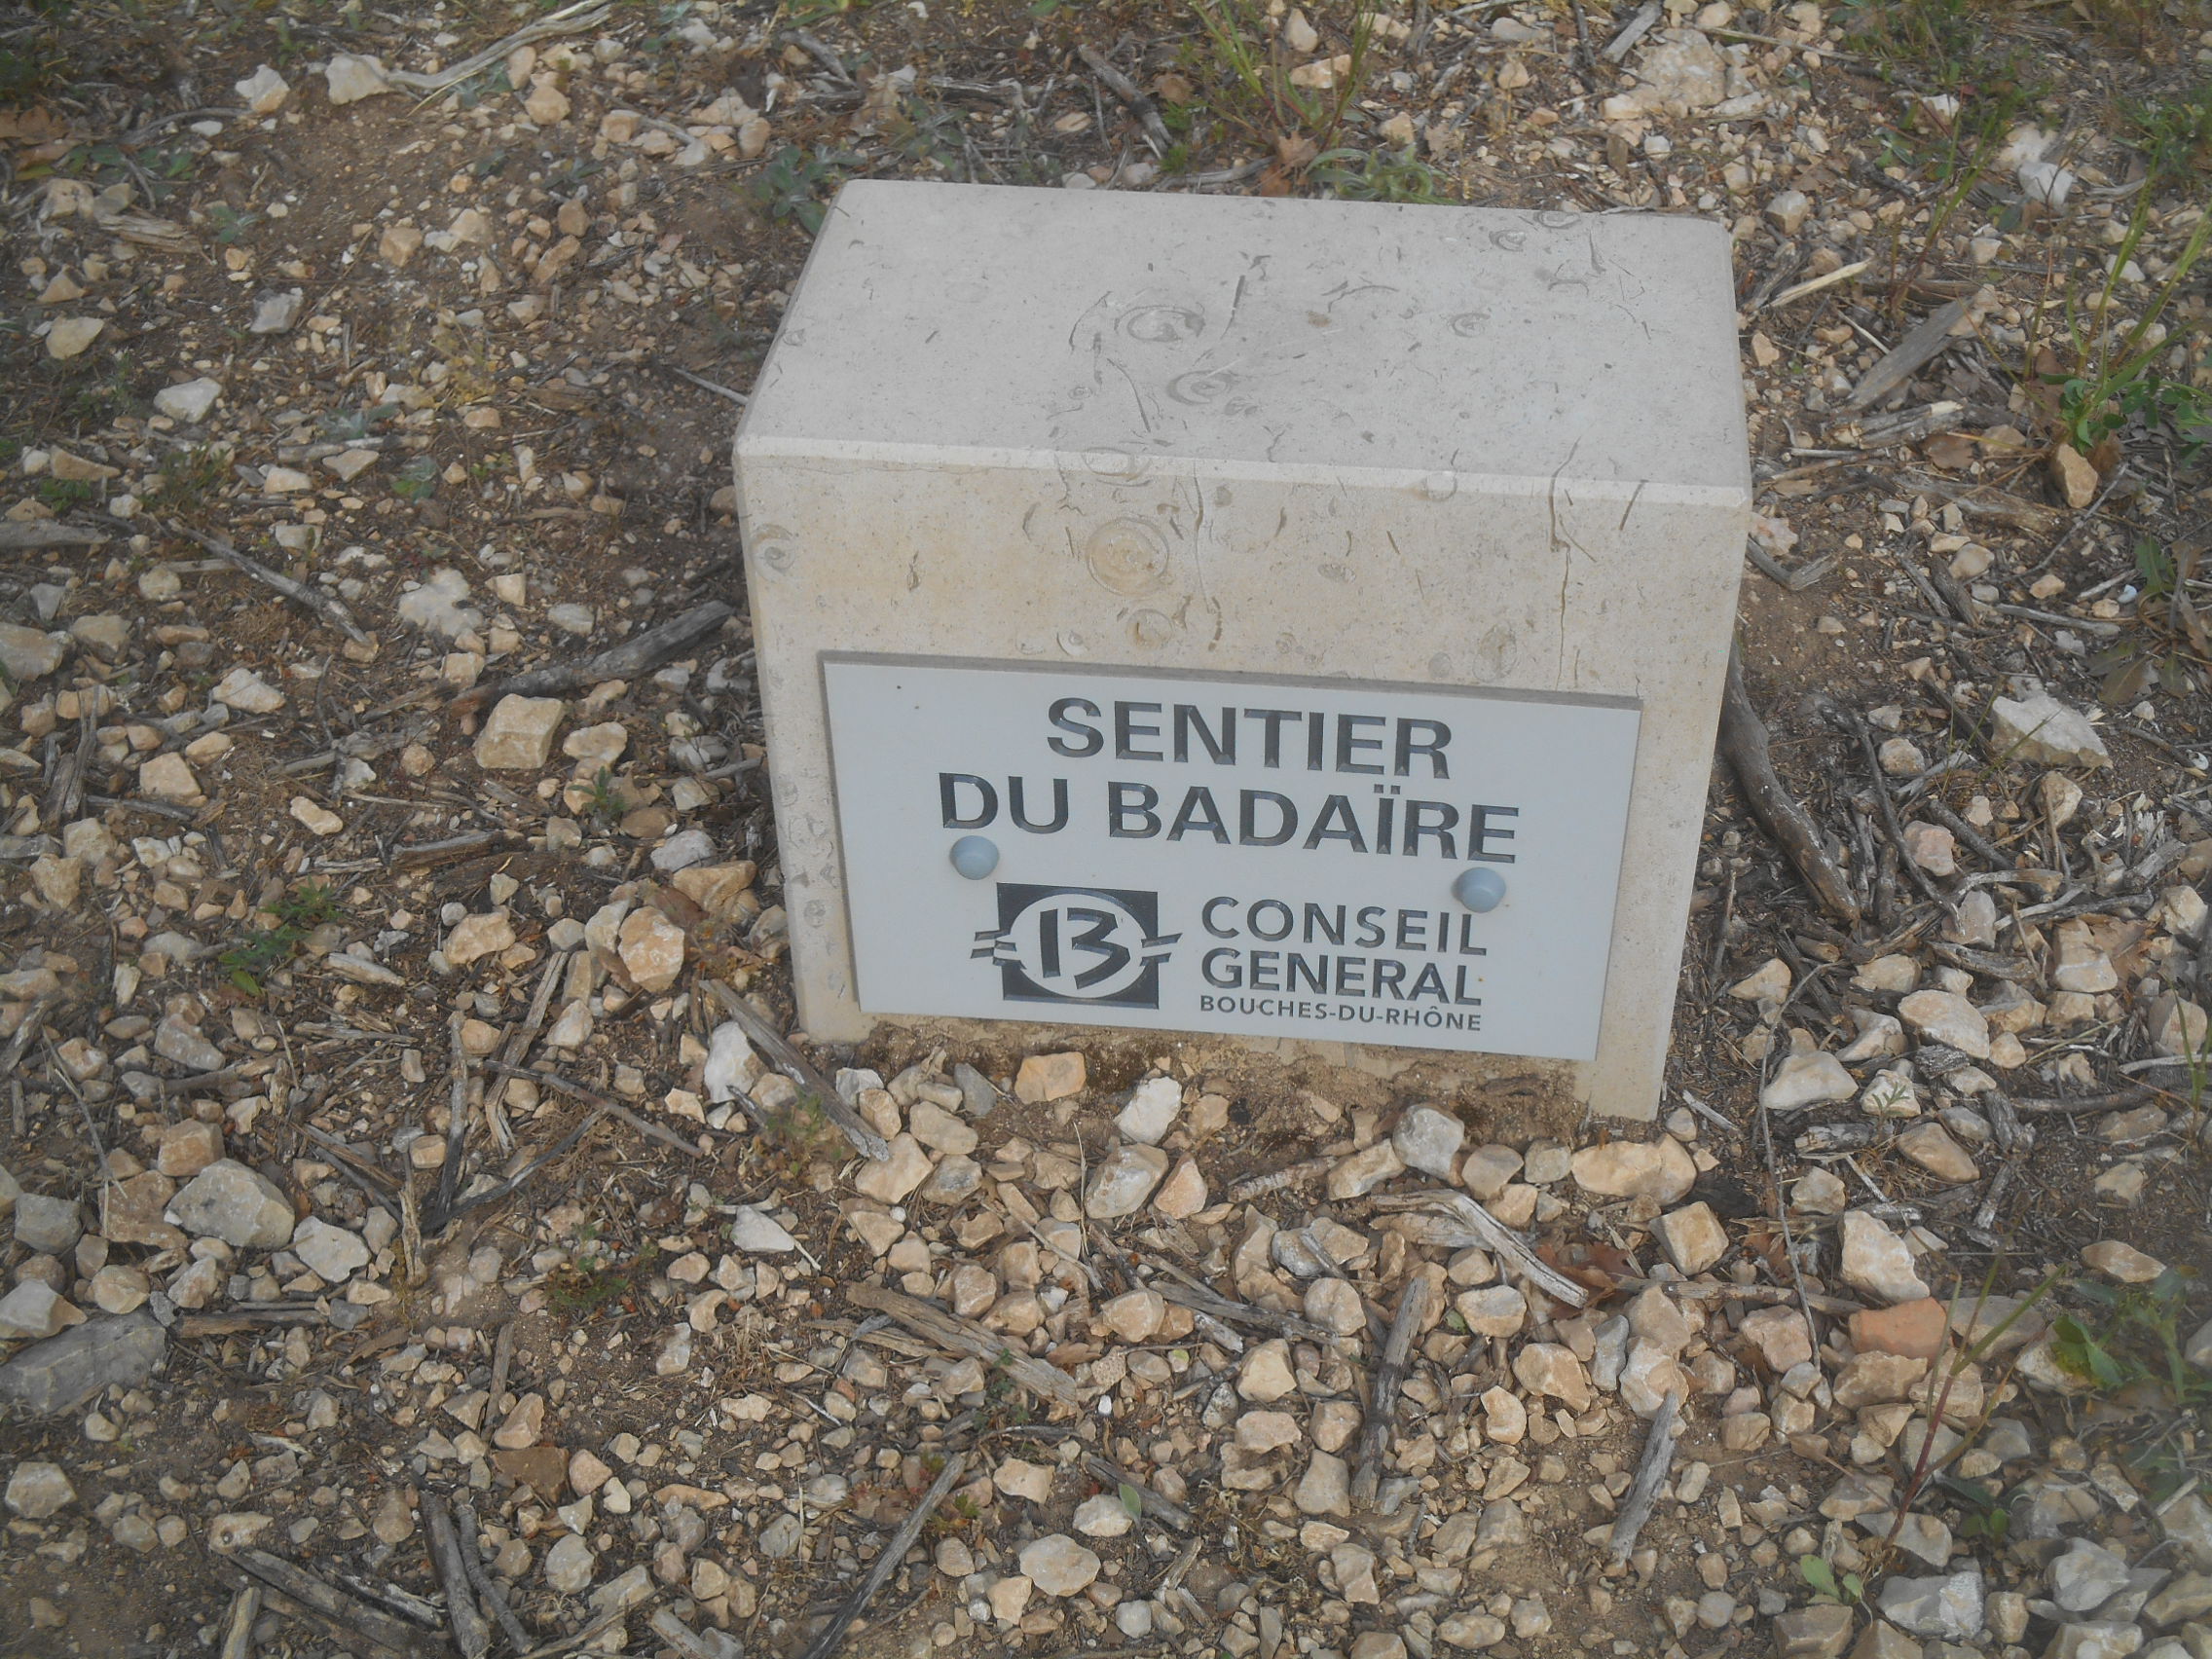 SENTIER
DU BADAÏRE
13 CONSEIL
GENERAL
BOUCHES-DU-RHÔNE